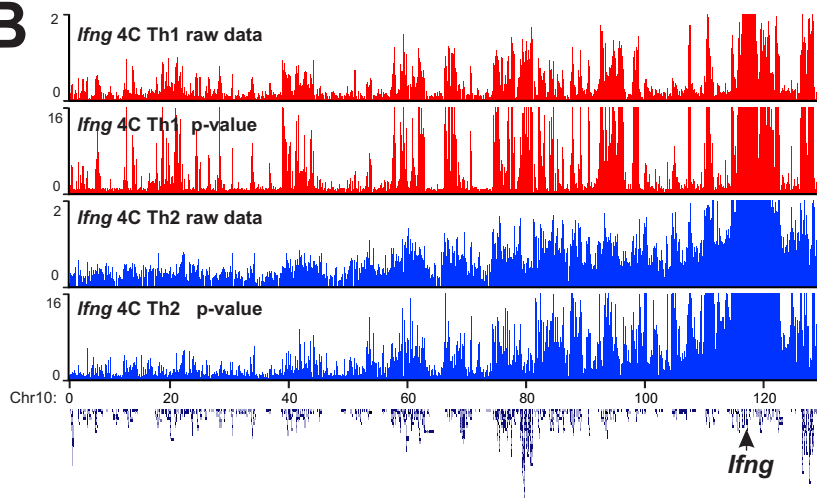 B
2
Ifng 4C Th1 raw data
0
16
Ifng 4C Th1 p-value
0
2
Ifng 4C Th2 raw data
0
16
Ifng 4C Th2 p-value
0
Chr10: 0 20 40 60 80 100 120
Ifng